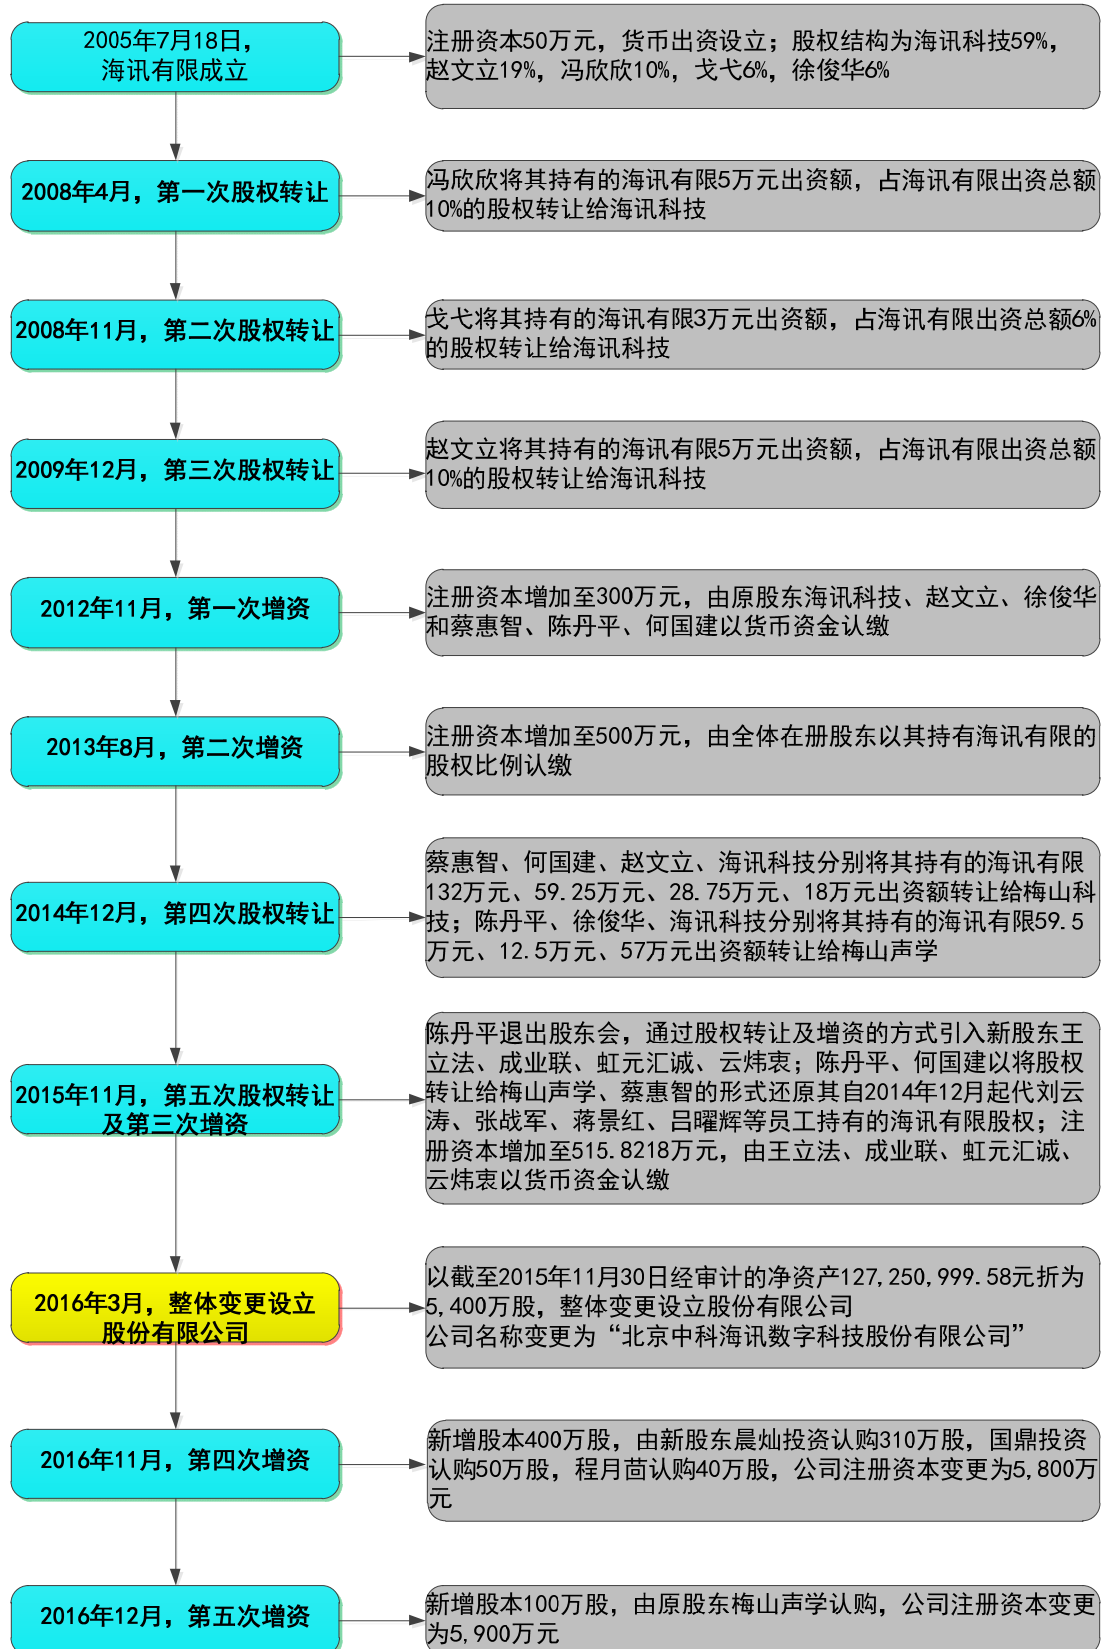 2005年7月18日，
海讯有限成立
注册资本50万元，货币出资设立；股权结构为海讯科技59%，
赵文立19%，冯欣欣10%，戈弋6%，徐俊华6%
2008年4月，第一次股权转让
冯欣欣将其持有的海讯有限5万元出资额，占海讯有限出资总额
10%的股权转让给海讯科技
2008年11月，第二次股权转让
戈弋将其持有的海讯有限3万元出资额，占海讯有限出资总额6%
的股权转让给海讯科技
2009年12月，第三次股权转让
赵文立将其持有的海讯有限5万元出资额，占海讯有限出资总额
10%的股权转让给海讯科技
2012年11月，第一次增资
注册资本增加至300万元，由原股东海讯科技、赵文立、徐俊华
和蔡惠智、陈丹平、何国建以货币资金认缴
2013年8月，第二次增资
注册资本增加至500万元，由全体在册股东以其持有海讯有限的
股权比例认缴
2014年12月，第四次股权转让
蔡惠智、何国建、赵文立、海讯科技分别将其持有的海讯有限
132万元、59.25万元、28.75万元、18万元出资额转让给梅山科
技；陈丹平、徐俊华、海讯科技分别将其持有的海讯有限59.5
万元、12.5万元、57万元出资额转让给梅山声学
2015年11月，第五次股权转让
及第三次增资
陈丹平退出股东会，通过股权转让及增资的方式引入新股东王
立法、成业联、虹元汇诚、云炜衷；陈丹平、何国建以将股权
转让给梅山声学、蔡惠智的形式还原其自2014年12月起代刘云
涛、张战军、蒋景红、吕曜辉等员工持有的海讯有限股权；注
册资本增加至515.8218万元，由王立法、成业联、虹元汇诚、
云炜衷以货币资金认缴
2016年3月，整体变更设立
股份有限公司
以截至2015年11月30日经审计的净资产127,250,999.58元折为
5,400万股，整体变更设立股份有限公司
公司名称变更为“北京中科海讯数字科技股份有限公司”
2016年11月，第四次增资
新增股本400万股，由新股东晨灿投资认购310万股，国鼎投资
认购50万股，程月茴认购40万股，公司注册资本变更为5,800万
元
2016年12月，第五次增资
新增股本100万股，由原股东梅山声学认购，公司注册资本变更
为5,900万元